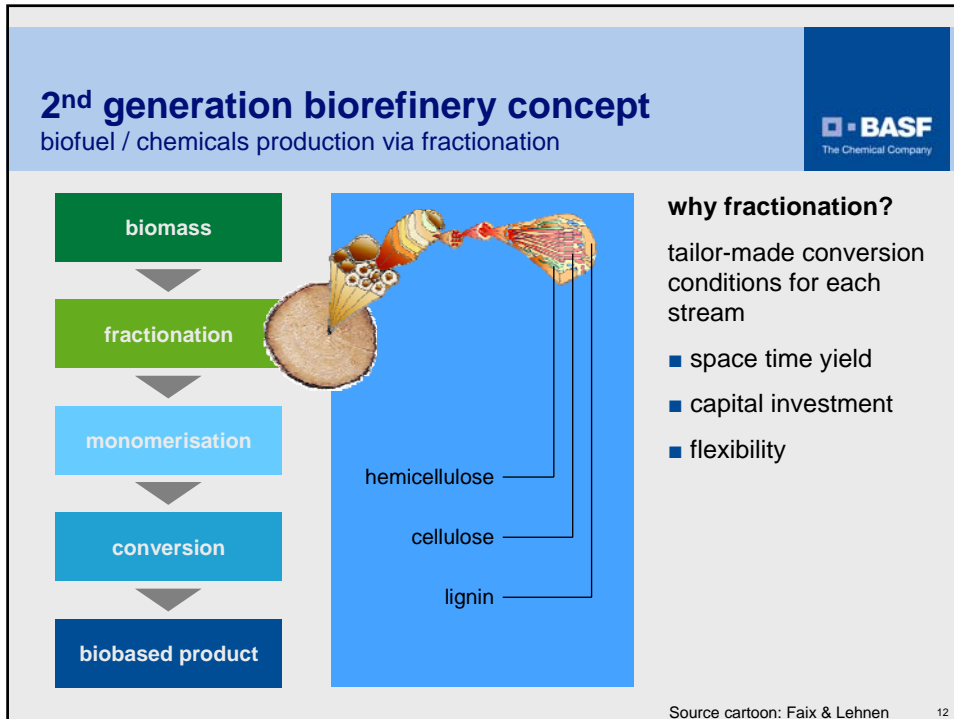 2nd generation biorefinery concept
biofuel / chemicals production via fractionation
BASF
The Chemical Company
biomass
fractionation
monomerisation
conversion
biobased product
hemicellulose
cellulose
lignin
why fractionation?
tailor-made conversion
conditions for each
stream
■ space time yield
■ capital investment
■ flexibility
Source cartoon: Faix & Lehnen
12